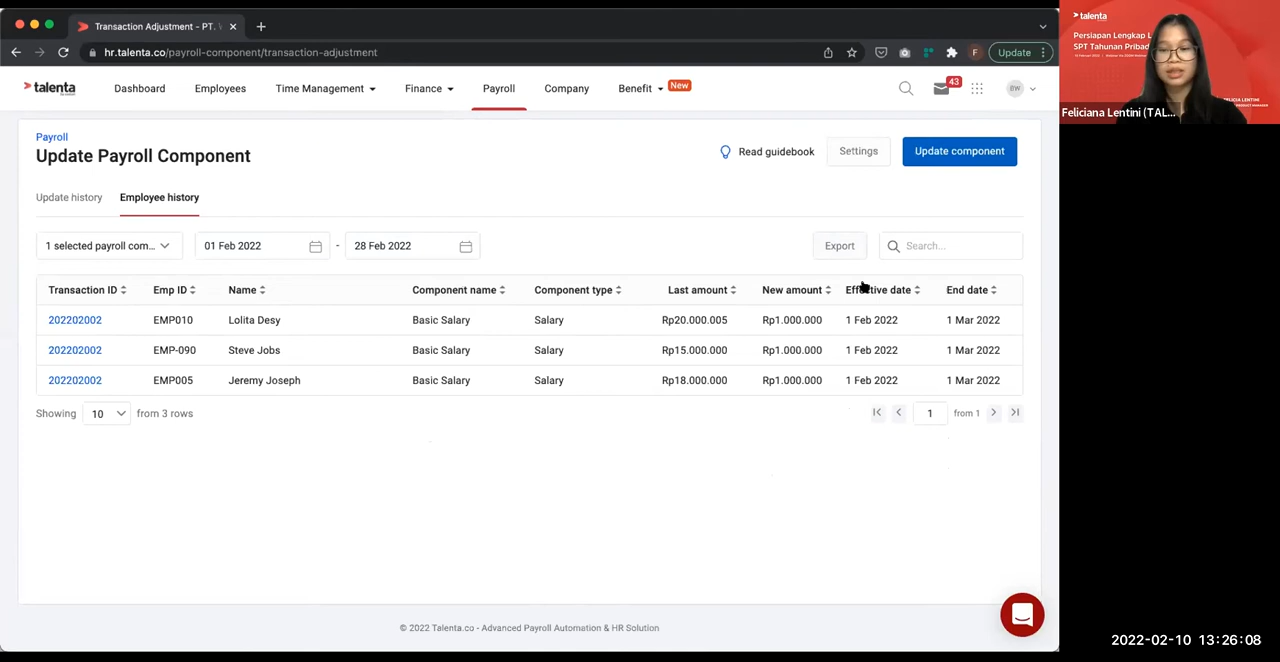 Transaction Adjustment - PT.
hr.talenta.co/payroll-component/transaction-adjustment
F
Update
talenta
Dashboard
Employees
Time Management
Finance
Payroll
Company
Benefit
New
43
BW
Payroll
Update Payroll Component
Read guidebook
Settings
Update component
Update history
Employee history
1 selected payroll com...
01 Feb 2022
-
28 Feb 2022
Export
Search...
Transaction ID Emp ID Name Component name Component type Last amount New amount Effective date End date
202202002 EMP010 Lolita Desy Basic Salary Salary Rp20.000.005 Rp1.000.000 1 Feb 2022 1 Mar 2022
202202002 EMP-090 Steve Jobs Basic Salary Salary Rp15.000.000 Rp1.000.000 1 Feb 2022 1 Mar 2022
202202002 EMP005 Jeremy Joseph Basic Salary Salary Rp18.000.000 Rp1.000.000 1 Feb 2022 1 Mar 2022
Showing 10 from 3 rows
1 from 1
© 2022 Talenta.co - Advanced Payroll Automation & HR Solution
talenta
Persiapan Lengkap L
SPT Tahunan Pribad
Feliciana Lentini (TAL...
2022-02-10 13:26:08